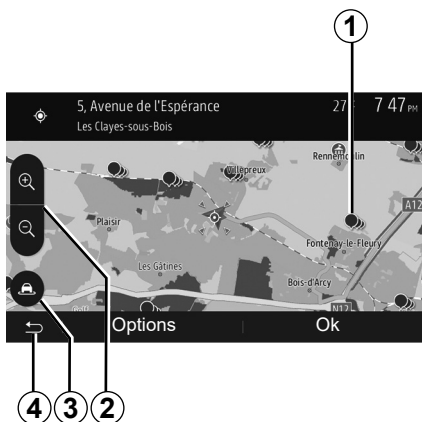 1
5, Avenue de l'Espérance
7 47 PM
Les Clayes-sous-Bois
Villepreux
Rennemoulin
Plaisir
A12
Fontenay-le-Fleury
Les Gâtines
Bois-d'Arcy
N12
Options
Ok
4
3
2